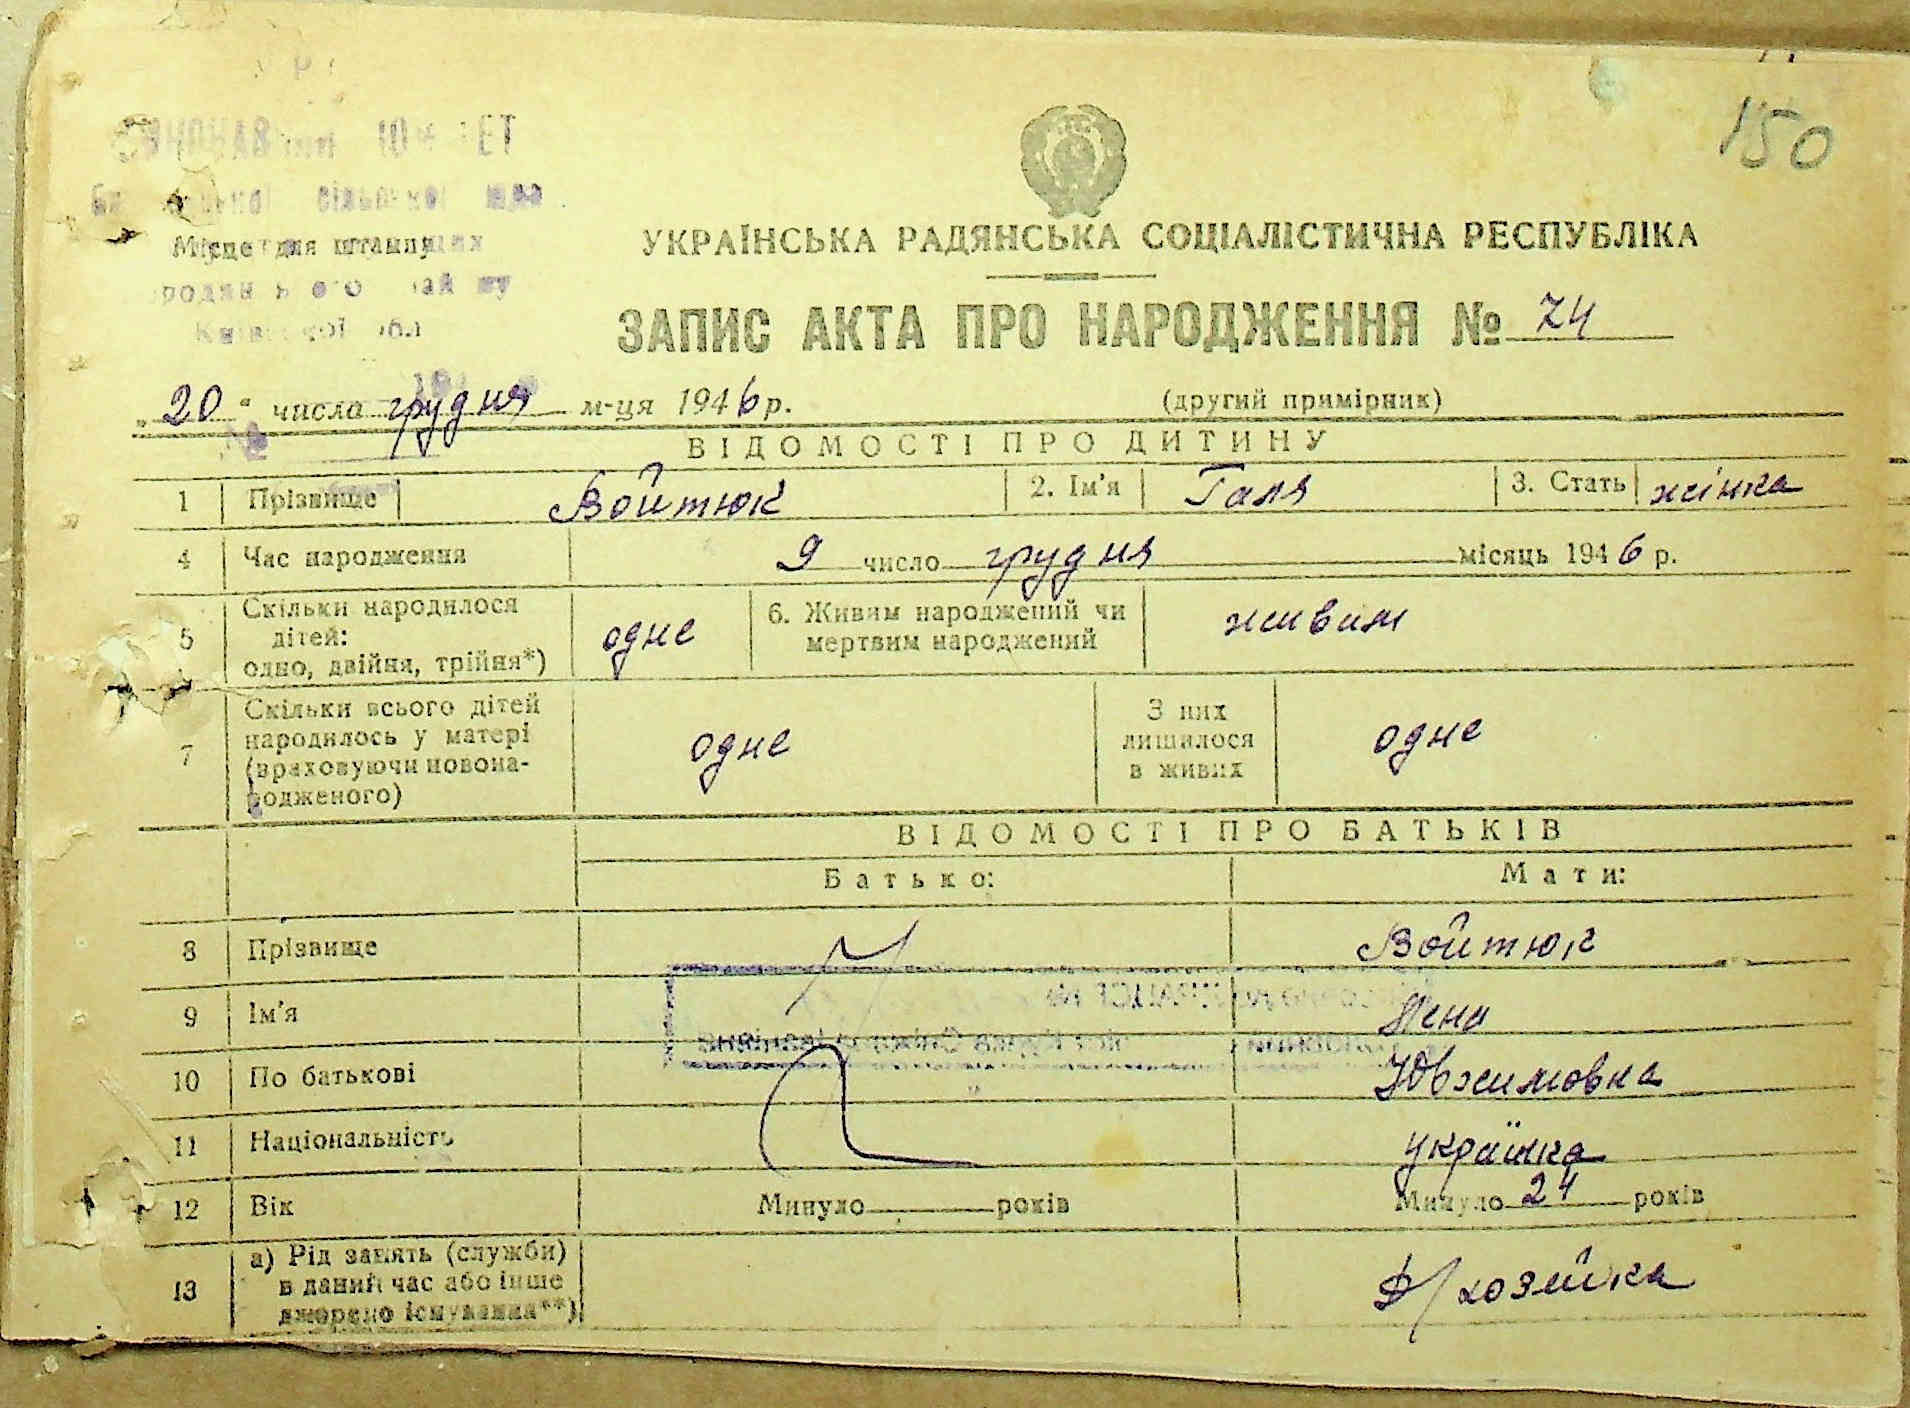 150
УКРАЇНСЬКА РАДЯНСЬКА СОЦІАЛІСТИЧНА РЕСПУБЛІКА
Місце для штампу
ЗАПИС АКТА ПРО НАРОДЖЕННЯ № 74
„20“ числа грудня м-ця 1946 р. (другий примірник)
ВІДОМОСТІ ПРО ДИТИНУ
1 Прізвище Войтюк 2. Ім'я Галя 3. Стать жінка
4 Час народження 9 число грудня місяць 1946 р.
5 Скільки народилося дітей: одно, двійня, трійня*) одне 6. Живим народжений чи мертвим народжений живим
7 Скільки всього дітей народилось у матері (враховуючи новонародженого) одне З них лишилося в живих одне
ВІДОМОСТІ ПРО БАТЬКІВ
Батько: Мати:
8 Прізвище Войтюк
9 Ім'я
10 По батькові Ювхимовна
11 Національність українка
12 Вік Минуло років Минуло 24 років
13 а) Рід занять (служби) в даний час або інше джерело існування**) Д/хозяйка